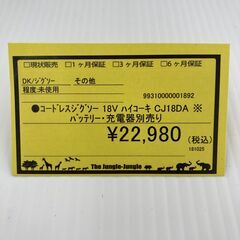 □現状販売 □1ヶ月保証 □3ヶ月保証 □6ヶ月保証
DK/ジグソー その他
程度:未使用 99310000001892
●コードレスジグソー 18V ハイコーキ CJ18DA ※
バッテリー・充電器別売り
¥22,980(税込)
181025
The Jungle-Jungle